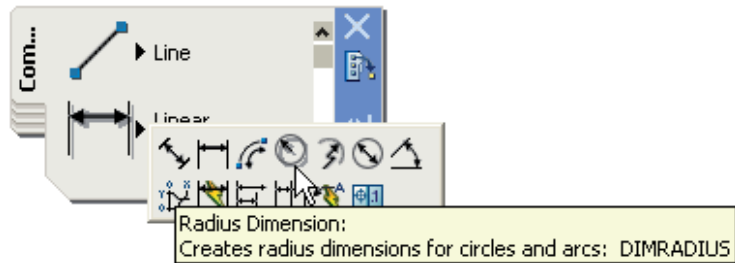 Com...
Line
Linear
Radius Dimension:
Creates radius dimensions for circles and arcs: DIMRADIUS